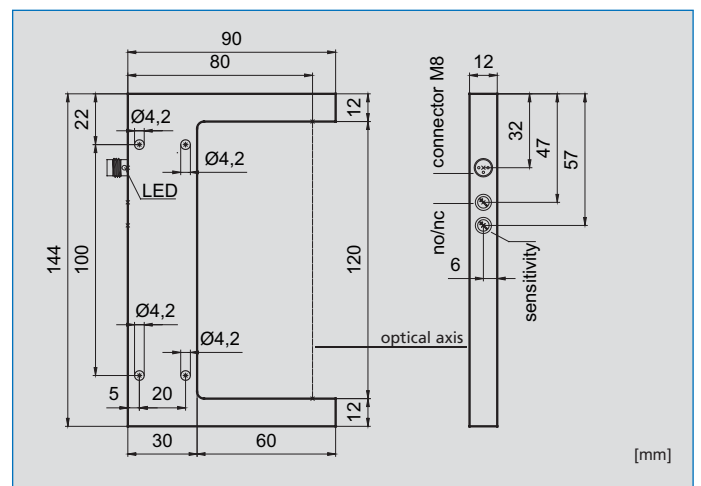 90
80
12
connector M8
22
Ø4,2
12
32
47
57
Ø4,2
LED
no/nc
144
100
120
6
sensitivity
Ø4,2
Ø4,2
optical axis
5
20
12
30
60
[mm]